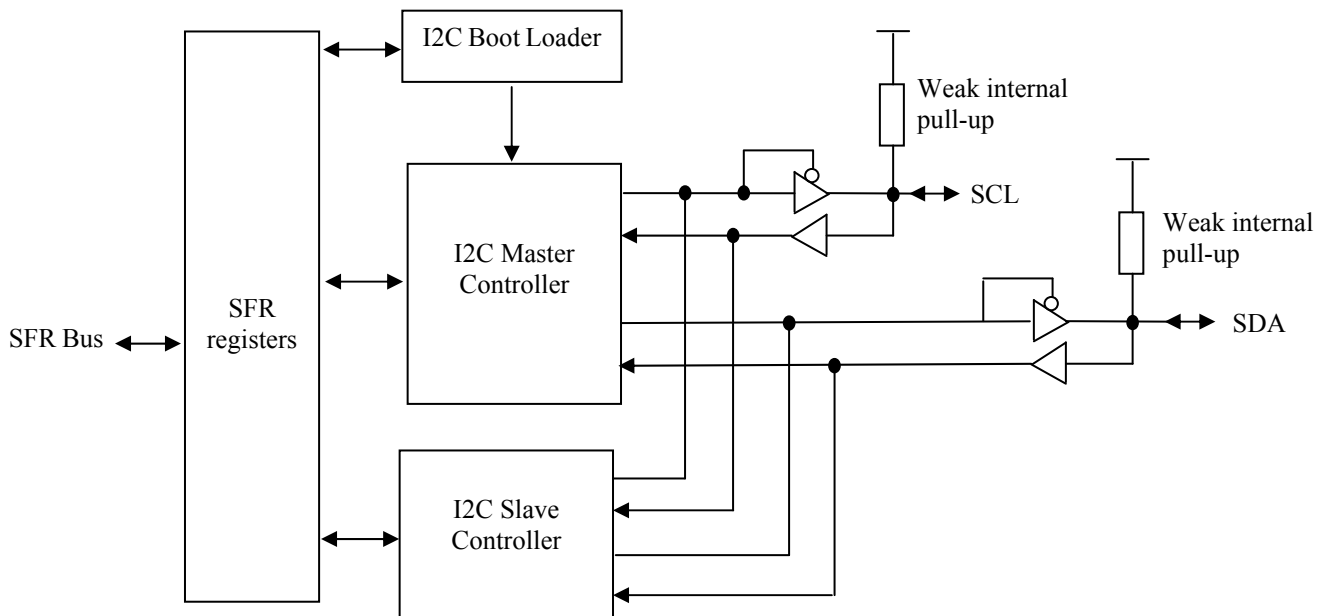 I2C Boot Loader
Weak internal
pull-up
SCL
Weak internal
pull-up
I2C Master
Controller
SFR
registers
SFR Bus
SDA
I2C Slave
Controller